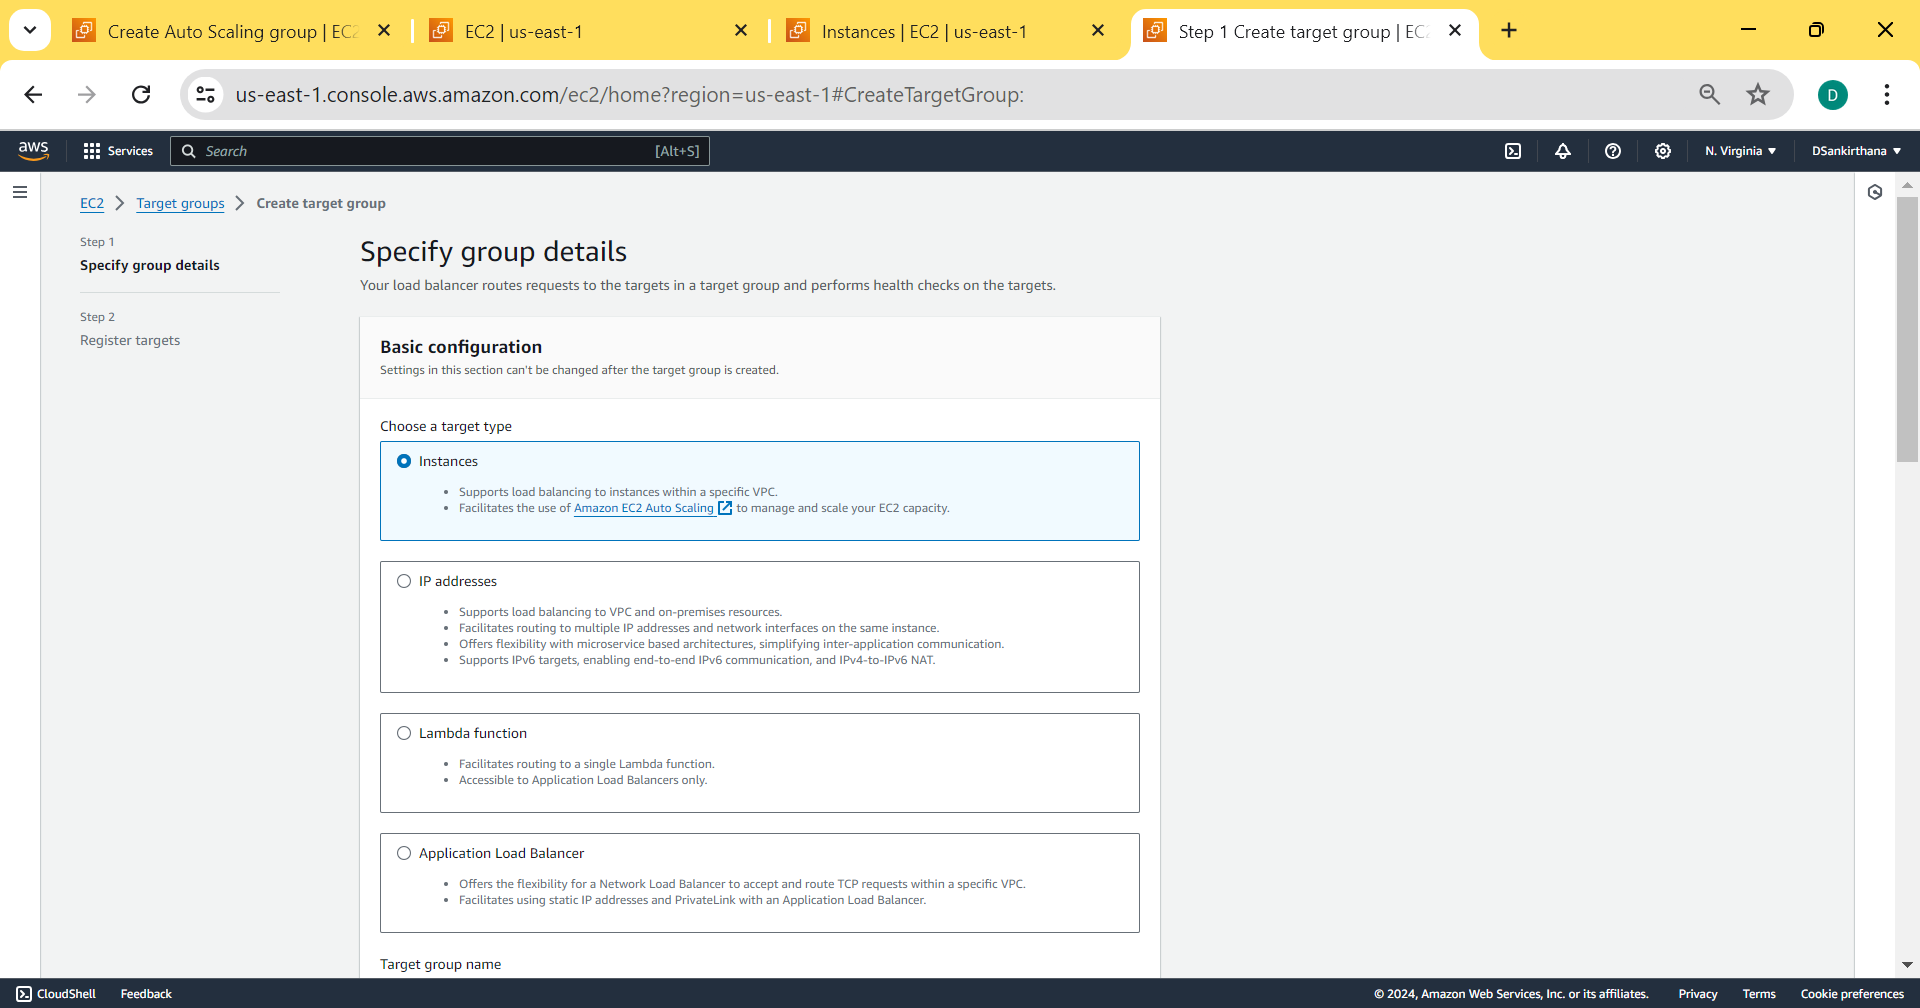 Create Auto Scaling group | EC2
EC2 | us-east-1
Instances | EC2 | us-east-1
Step 1 Create target group | EC2
us-east-1.console.aws.amazon.com/ec2/home?region=us-east-1#CreateTargetGroup:
D
aws
Services
Search
[Alt+S]
N. Virginia
DSankirthana
EC2
Target groups
Create target group
Step 1
Specify group details
Step 2
Register targets
Specify group details
Your load balancer routes requests to the targets in a target group and performs health checks on the targets.
Basic configuration
Settings in this section can't be changed after the target group is created.
Choose a target type
Instances
Supports load balancing to instances within a specific VPC.
Facilitates the use of Amazon EC2 Auto Scaling to manage and scale your EC2 capacity.
IP addresses
Supports load balancing to VPC and on-premises resources.
Facilitates routing to multiple IP addresses and network interfaces on the same instance.
Offers flexibility with microservice based architectures, simplifying inter-application communication.
Supports IPv6 targets, enabling end-to-end IPv6 communication, and IPv4-to-IPv6 NAT.
Lambda function
Facilitates routing to a single Lambda function.
Accessible to Application Load Balancers only.
Application Load Balancer
Offers the flexibility for a Network Load Balancer to accept and route TCP requests within a specific VPC.
Facilitates using static IP addresses and PrivateLink with an Application Load Balancer.
Target group name
CloudShell
Feedback
© 2024, Amazon Web Services, Inc. or its affiliates.
Privacy
Terms
Cookie preferences